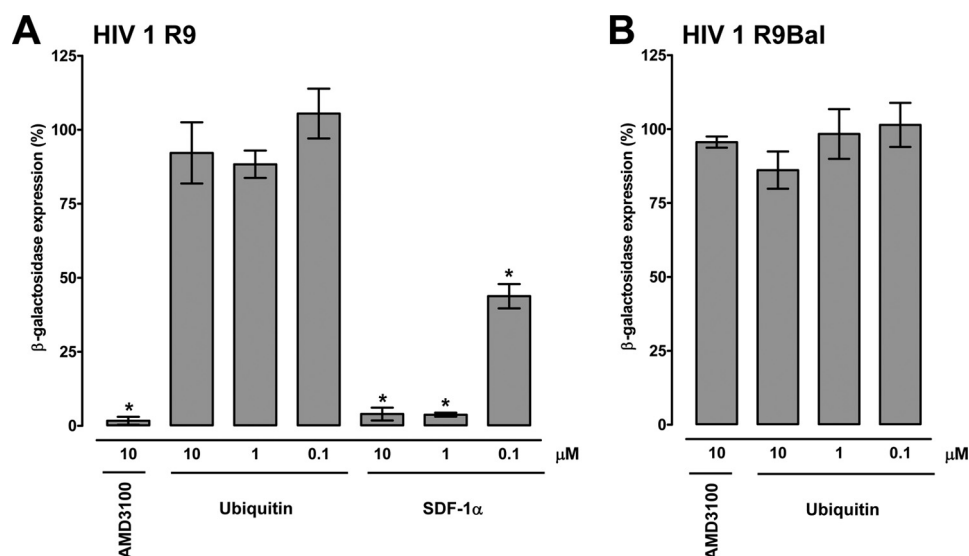 A HIV 1 R9
β-galactosidase expression (%)
125
100
75
50
25
0
*
*
*
*
10 10 1 0.1 10 1 0.1 μM
AMD3100
Ubiquitin
SDF-1α
B HIV 1 R9Bal
β-galactosidase expression (%)
125
100
75
50
25
0
10 10 1 0.1 μM
AMD3100
Ubiquitin